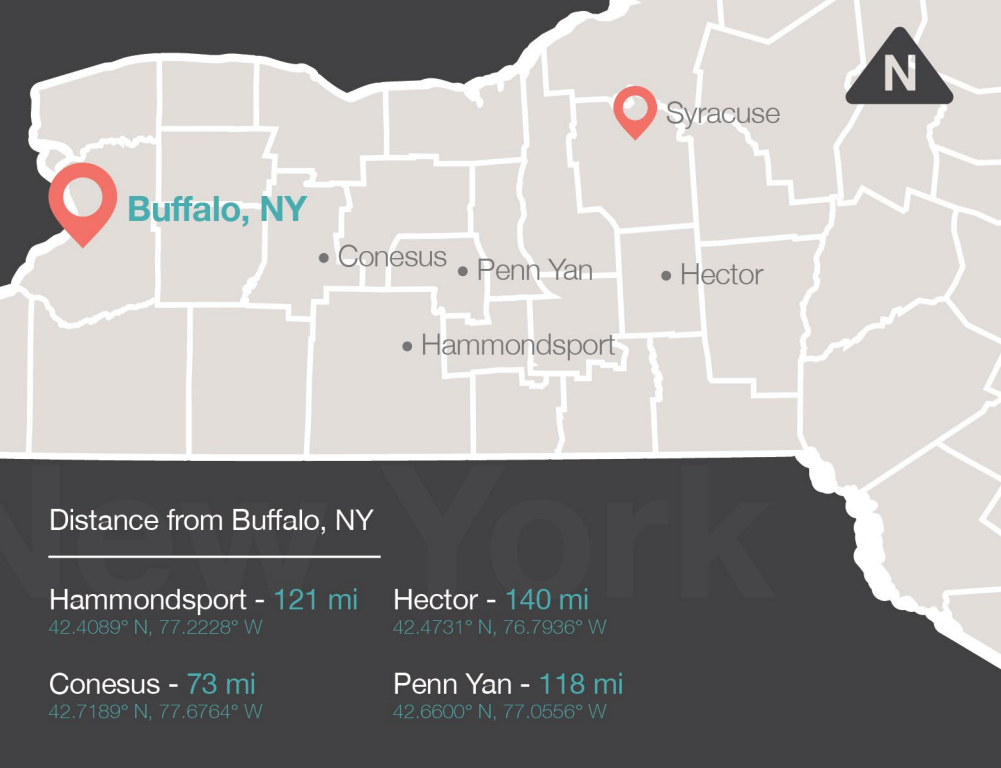 N
Syracuse
Buffalo, NY
Conesus
Penn Yan
Hector
Hammondsport
New York
Distance from Buffalo, NY
Hammondsport - 121 mi
42.4089° N, 77.2228° W
Hector - 140 mi
42.4731° N, 76.7936° W
Conesus - 73 mi
42.7189° N, 77.6764° W
Penn Yan - 118 mi
42.6600° N, 77.0556° W